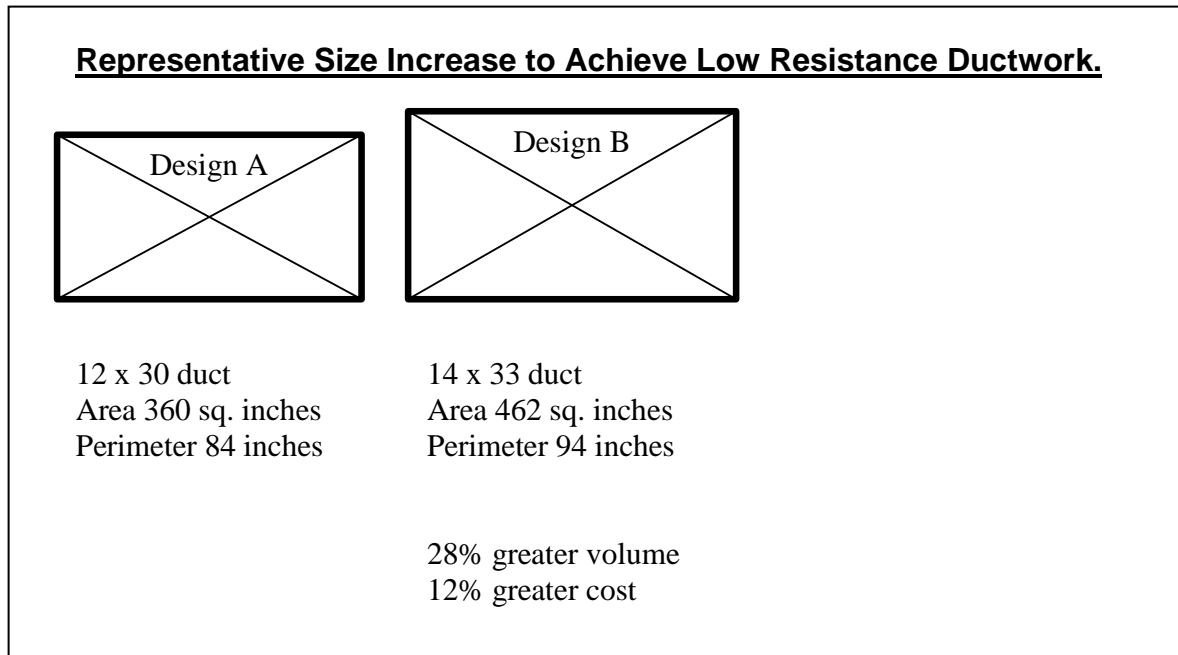 Representative Size Increase to Achieve Low Resistance Ductwork.
Design A
Design B
12 x 30 duct
Area 360 sq. inches
Perimeter 84 inches
14 x 33 duct
Area 462 sq. inches
Perimeter 94 inches
28% greater volume
12% greater cost